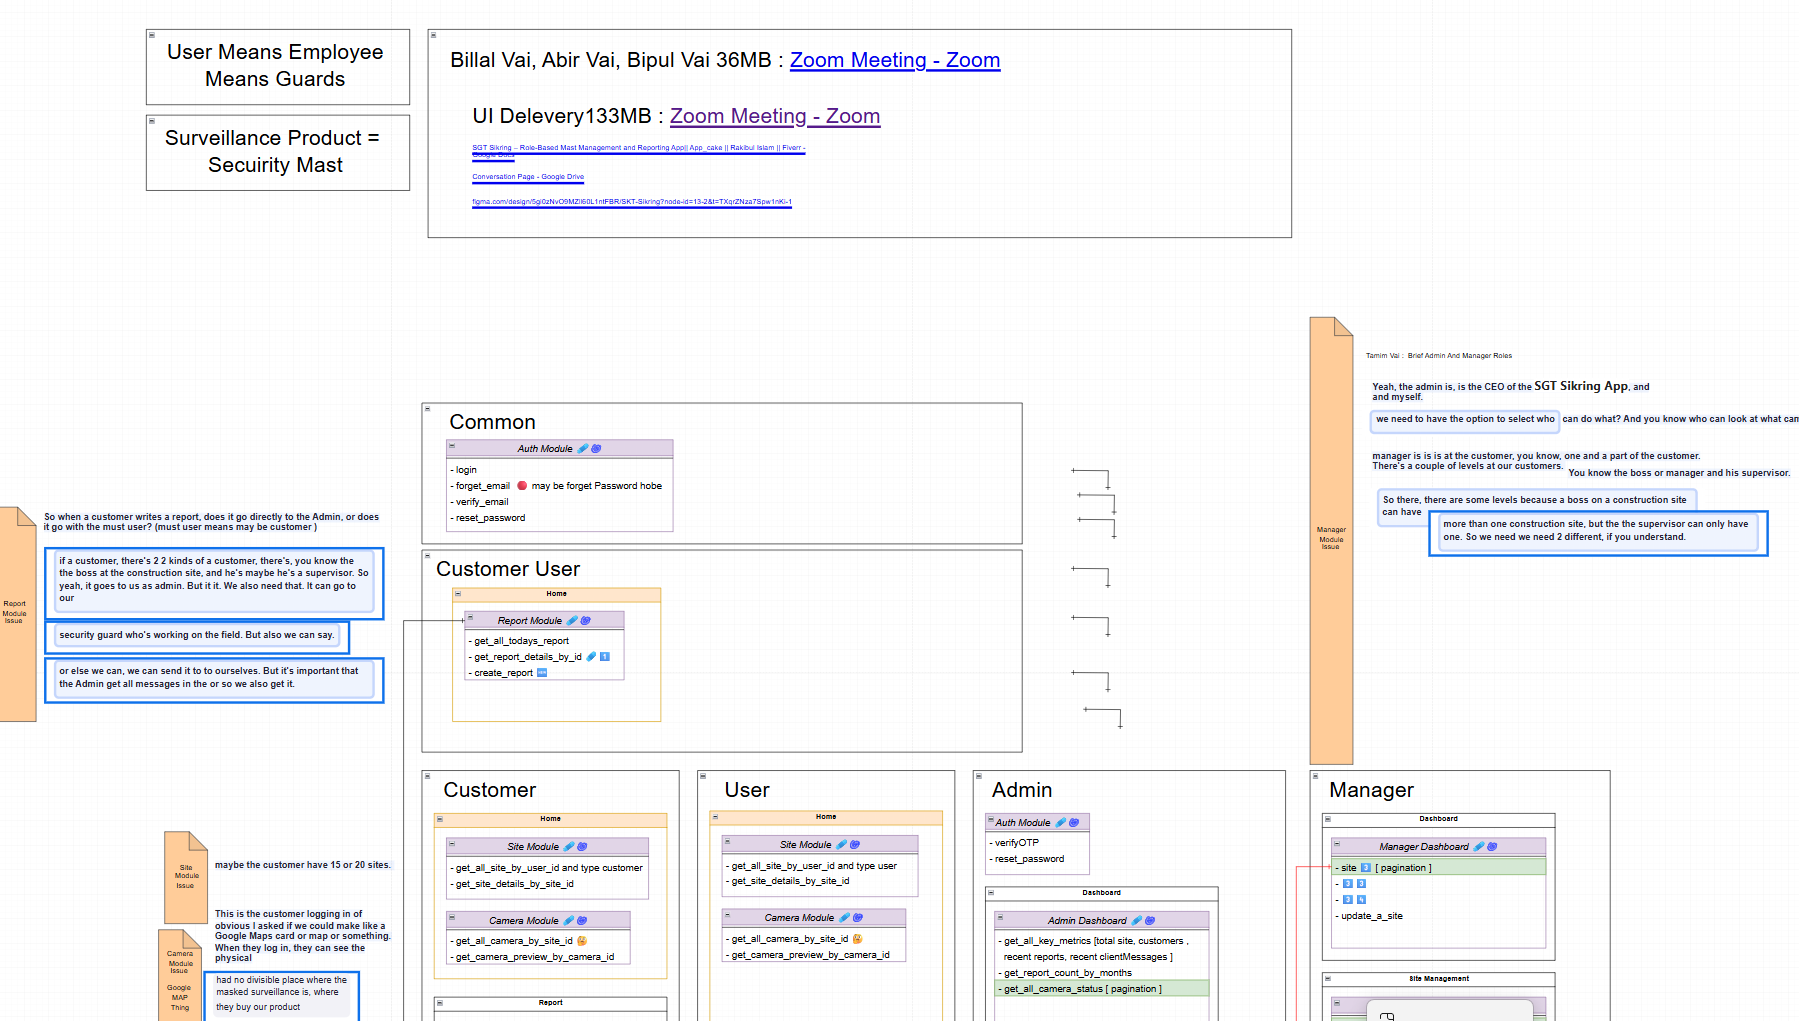 User Means Employee
Means Guards
Surveillance Product =
Secuirity Mast
Billal Vai, Abir Vai, Bipul Vai 36MB : Zoom Meeting - Zoom
UI Delevery133MB : Zoom Meeting - Zoom
SGT Sikring – Role-Based Mast Management and Reporting App|| App_cake || Rakibul Islam || Fiverr -
Google Docs
Conversation Page - Google Drive
Tamim Vai : Brief Admin And Manager Roles
Yeah, the admin is, is the CEO of the SGT Sikring App, and
and myself.
we need to have the option to select who can do what? And you know who can look at what cam
manager is is is at the customer, you know, one and a part of the customer.
There's a couple of levels at our customers.
You know the boss or manager and his supervisor.
So there, there are some levels because a boss on a construction site
can have
more than one construction site, but the the supervisor can only have
one. So we need we need 2 different, if you understand.
Manager
Module
Issue
Common
Auth Module
- login
- forget_email 🔴 may be forget Password hobe
- verify_email
- reset_password
So when a customer writes a report, does it go directly to the Admin, or does
it go with the must user? (must user means may be customer )
if a customer, there's 2 2 kinds of a customer, there's, you know the
the boss at the construction site, and he's maybe he's a supervisor. So
yeah, it goes to us as admin. But it it. We also need that. It can go to
our
security guard who's working on the field. But also we can say.
or else we can, we can send it to to ourselves. But it's important that
the Admin get all messages in the or so we also get it.
Report
Module
Issue
Customer User
Home
Report Module
- get_all_todays_report
- get_report_details_by_id 1
- create_report
Customer
Home
Site Module
- get_all_site_by_user_id and type customer
- get_site_details_by_site_id
Camera Module
- get_all_camera_by_site_id
- get_camera_preview_by_camera_id
Report
User
Home
Site Module
- get_all_site_by_user_id and type user
- get_site_details_by_site_id
Camera Module
- get_all_camera_by_site_id
- get_camera_preview_by_camera_id
Admin
Auth Module
- verifyOTP
- reset_password
Dashboard
Admin Dashboard
- get_all_key_metrics [total site, customers ,
recent reports, recent clientMessages ]
- get_report_count_by_months
- get_all_camera_status [ pagination ]
Manager
Dashboard
Manager Dashboard
- site 3 [ pagination ]
- 3 3
- 3 4
- update_a_site
Site Management
Site
Module
Issue
maybe the customer have 15 or 20 sites.
Camera
Module
Issue
Google
MAP
Thing
This is the customer logging in of
obvious I asked if we could make like a
Google Maps card or map or something.
When they log in, they can see the
physical
had no divisible place where the
masked surveillance is, where
they buy our product